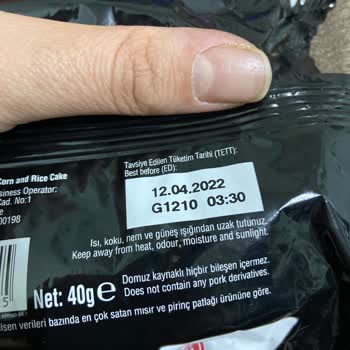 Corn and Rice Cake
Business Operator:
Cad. No:1
00198
Tavsiye Edilen Tüketim Tarihi (TETT):
Best before (ED):
12.04.2022
G1210 03:30
Isı, koku, nem ve güneş ışığından uzak tutunuz.
Keep away from heat, odour, moisture and sunlight.
Net: 40g e
Domuz kaynaklı hiçbir bileşen içermez.
Does not contain any pork derivatives.
elsen verileri bazında en çok satan mısır ve pirinç patlağı ürününe göre.